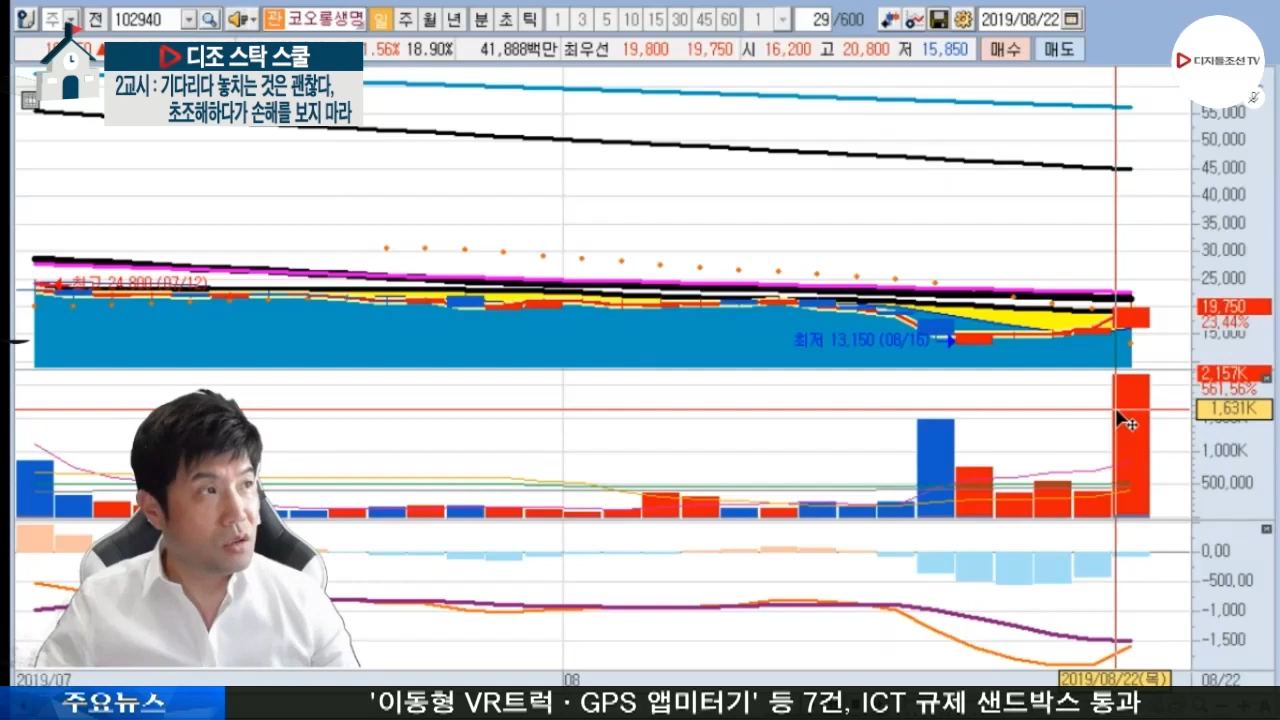 주 전 102940 관 코오롱생명 일 주 월 년 분 초 틱 1 3 5 10 15 30 45 60 1 29 /600 2019/08/22
1.56% 18.90% 41,888백만 최우선 19,800 19,750 시 16,200 고 20,800 저 15,850 매수 매도
디조 스탁 스쿨
2교시 : 기다리다 놓치는 것은 괜찮다,
초조해하다가 손해를 보지 마라
디지틀조선TV
55,000
50,000
45,000
40,000
35,000
30,000
25,000
최고 24,800 (07/12)
19,750
23,44%
15,000
최저 13,150 (08/16)
2,157K
561,56%
1,631K
1,000K
500,000
0,00
-500,00
-1,000
-1,500
2019/07 08 2019/08/22(목) 08/22
주요뉴스 '이동형 VR트럭·GPS 앱미터기' 등 7건, ICT 규제 샌드박스 통과